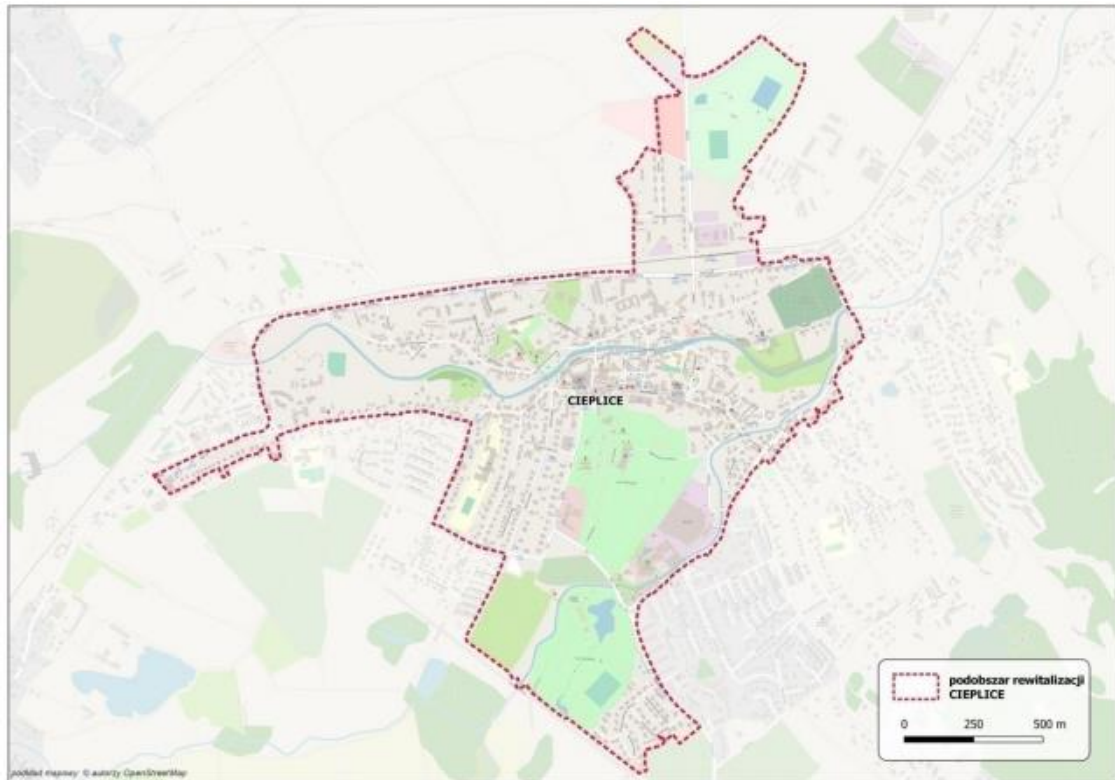 CIEPLICE
podobszar rewitalizacji
CIEPLICE
0 250 500 m
podkład mapowy: © autorzy OpenStreetMap